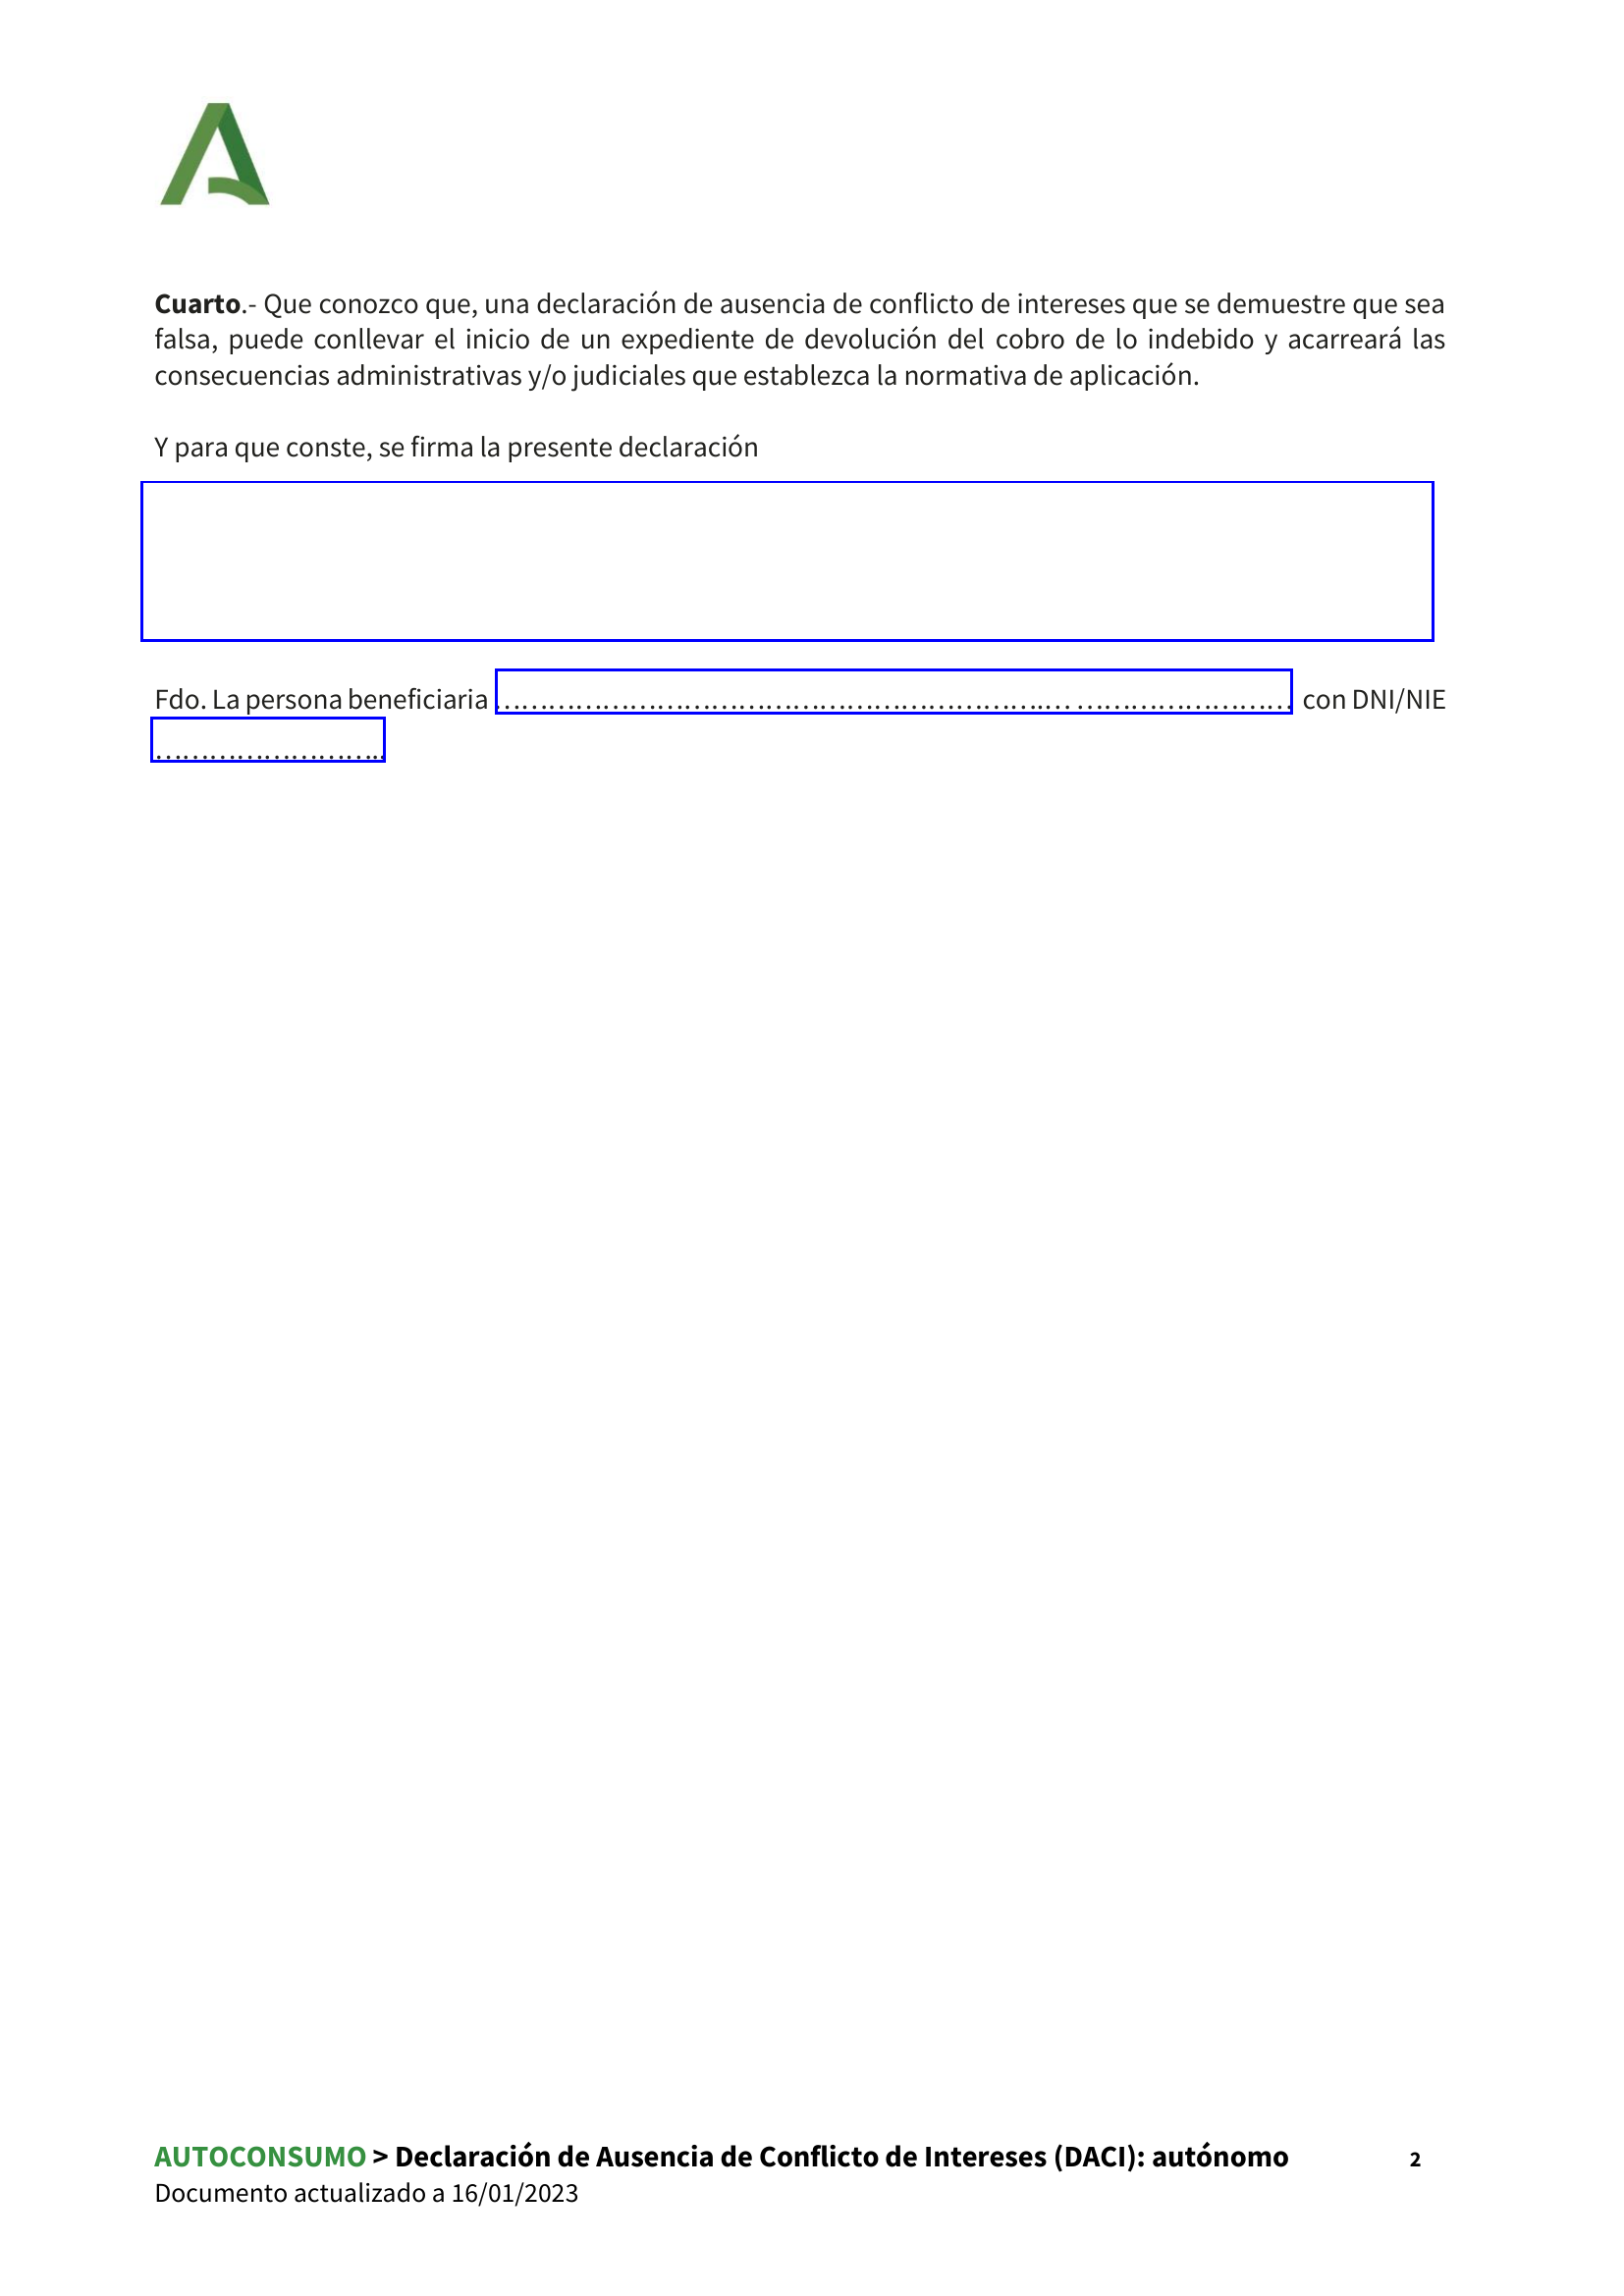 Cuarto.- Que conozco que, una declaración de ausencia de conflicto de intereses que se demuestre que sea
falsa, puede conllevar el inicio de un expediente de devolución del cobro de lo indebido y acarreará las
consecuencias administrativas y/o judiciales que establezca la normativa de aplicación.
Y para que conste, se firma la presente declaración
Fdo. La persona beneficiaria ………………………………………………………… …………………… con DNI/NIE
……………………..
AUTOCONSUMO > Declaración de Ausencia de Conflicto de Intereses (DACI): autónomo 2
Documento actualizado a 16/01/2023